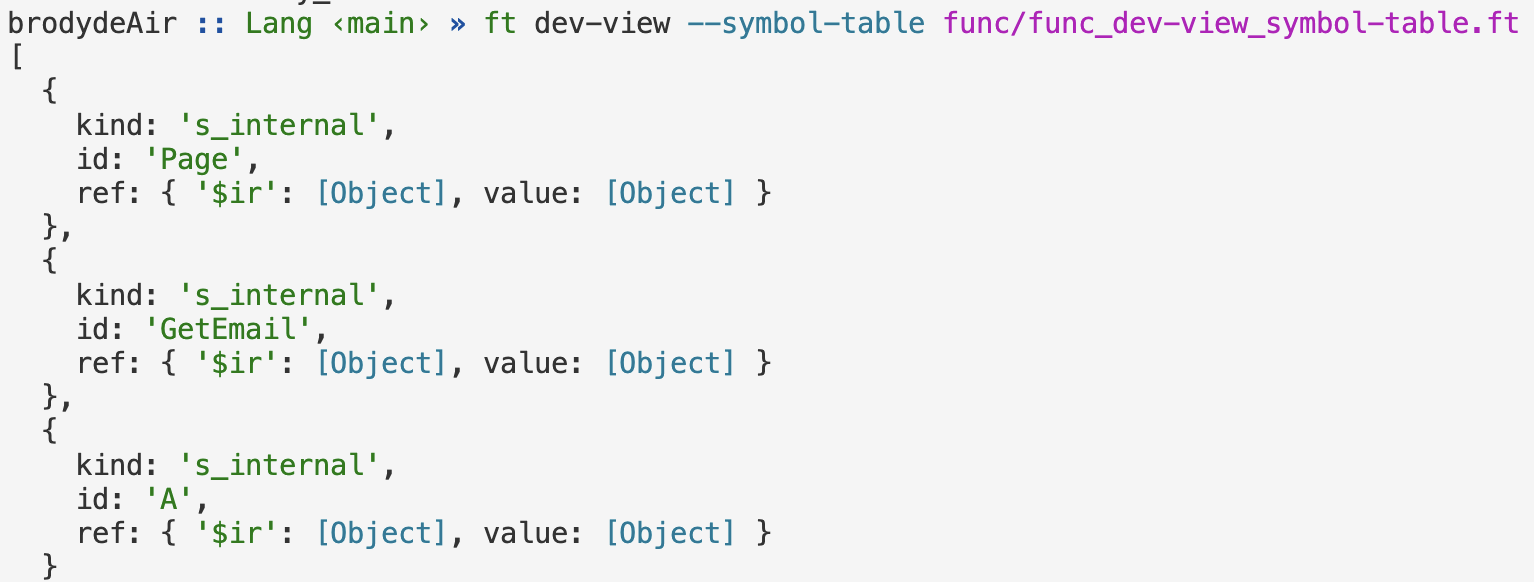 brodydeAir :: Lang ‹main› » ft dev-view --symbol-table func/func_dev-view_symbol-table.ft
[
  {
    kind: 's_internal',
    id: 'Page',
    ref: { '$ir': [Object], value: [Object] }
  },
  {
    kind: 's_internal',
    id: 'GetEmail',
    ref: { '$ir': [Object], value: [Object] }
  },
  {
    kind: 's_internal',
    id: 'A',
    ref: { '$ir': [Object], value: [Object] }
  }